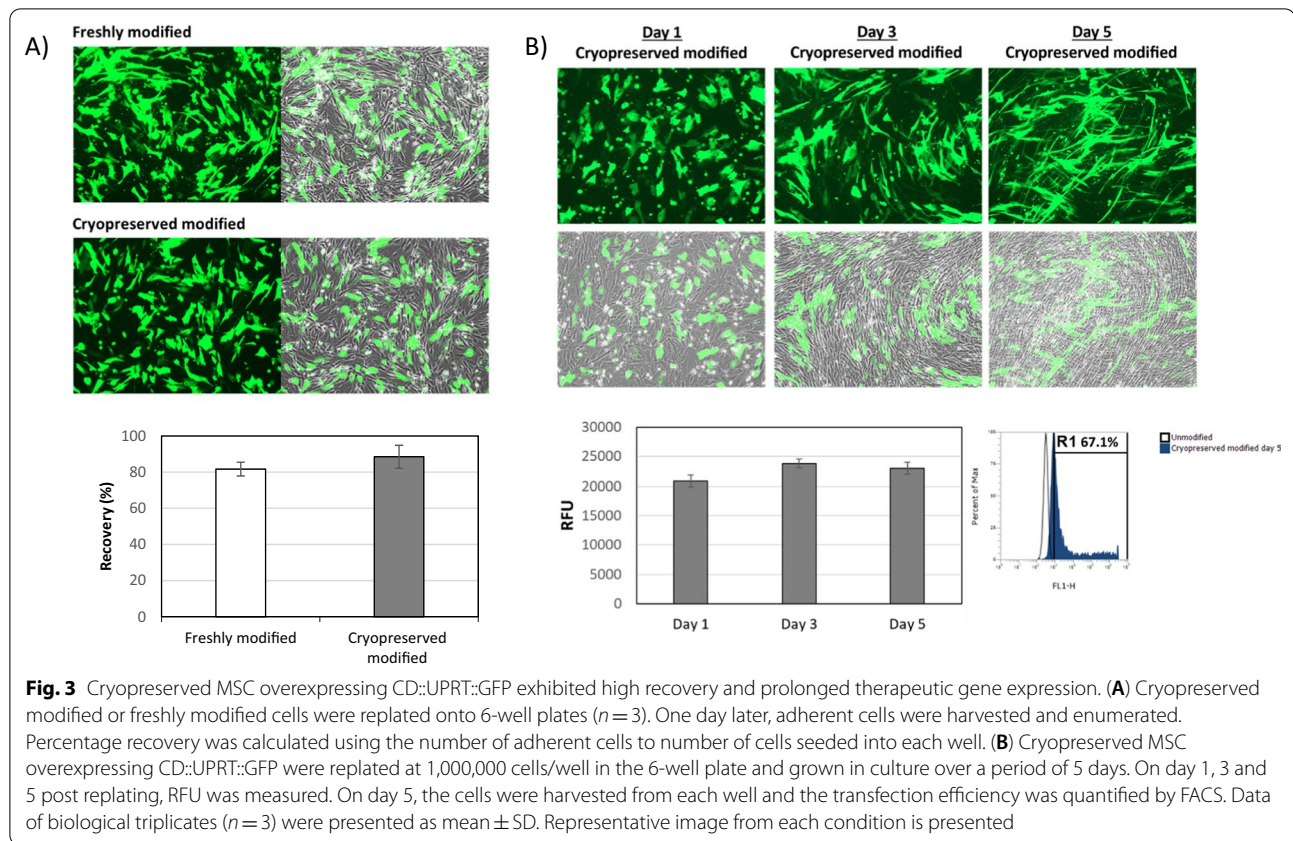 A)
Freshly modified
Cryopreserved modified
100
80
60
40
20
0
Recovery (%)
Freshly modified
Cryopreserved
modified
B)
Day 1
Cryopreserved modified
Day 3
Cryopreserved modified
Day 5
Cryopreserved modified
30000
25000
20000
15000
10000
5000
0
RFU
Day 1
Day 3
Day 5
R1 67.1%
Percent of Max
100
75
50
25
0
FL1-H
Unmodified
Cryopreserved modified day 5
Fig. 3 Cryopreserved MSC overexpressing CD::UPRT::GFP exhibited high recovery and prolonged therapeutic gene expression. (A) Cryopreserved
modified or freshly modified cells were replated onto 6-well plates (n = 3). One day later, adherent cells were harvested and enumerated.
Percentage recovery was calculated using the number of adherent cells to number of cells seeded into each well. (B) Cryopreserved MSC
overexpressing CD::UPRT::GFP were replated at 1,000,000 cells/well in the 6-well plate and grown in culture over a period of 5 days. On day 1, 3 and
5 post replating, RFU was measured. On day 5, the cells were harvested from each well and the transfection efficiency was quantified by FACS. Data
of biological triplicates (n = 3) were presented as mean ± SD. Representative image from each condition is presented